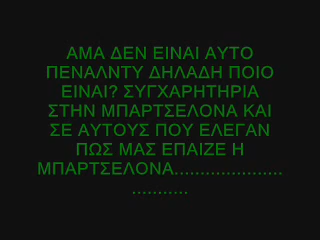 ΑΜΑ ΔΕΝ ΕΙΝΑΙ ΑΥΤΟ
ΠΕΝΑΛΝΤΥ ΔΗΛΑΔΗ ΠΟΙΟ
ΕΙΝΑΙ? ΣΥΓΧΑΡΗΤΗΡΙΑ
ΣΤΗΝ ΜΠΑΡΤΣΕΛΟΝΑ ΚΑΙ
ΣΕ ΑΥΤΟΥΣ ΠΟΥ ΕΛΕΓΑΝ
ΠΩΣ ΜΑΣ ΕΠΑΙΖΕ Η
ΜΠΑΡΤΣΕΛΟΝΑ.....................
...........